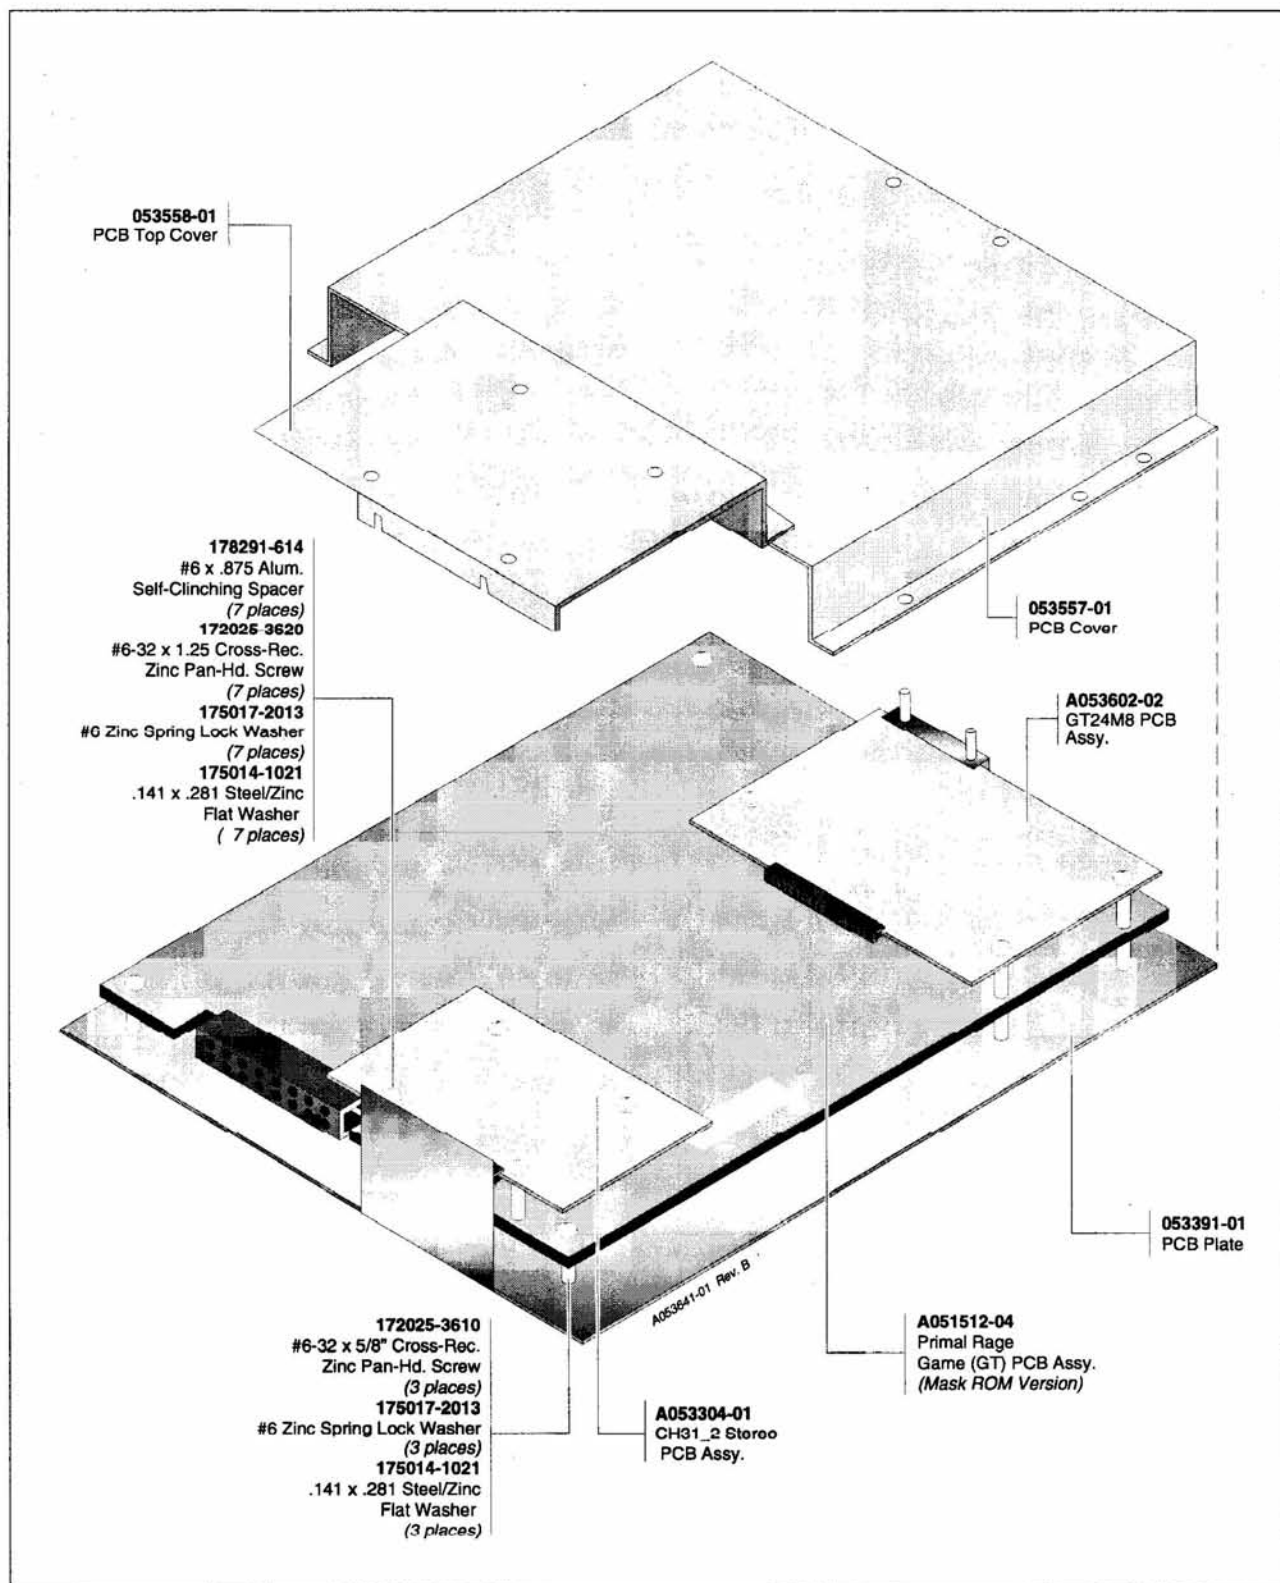 053558-01
PCB Top Cover
178291-614
#6 x .875 Alum.
Self-Clinching Spacer
(7 places)
172025-3620
#6-32 x 1.25 Cross-Rec.
Zinc Pan-Hd. Screw
(7 places)
175017-2013
#6 Zinc Spring Lock Washer
(7 places)
175014-1021
.141 x .281 Steel/Zinc
Flat Washer
( 7 places)
053557-01
PCB Cover
A053602-02
GT24M8 PCB
Assy.
053391-01
PCB Plate
A053641-01 Rev. B
172025-3610
#6-32 x 5/8" Cross-Rec.
Zinc Pan-Hd. Screw
(3 places)
175017-2013
#6 Zinc Spring Lock Washer
(3 places)
175014-1021
.141 x .281 Steel/Zinc
Flat Washer
(3 places)
A053304-01
CH31_2 Stereo
PCB Assy.
A051512-04
Primal Rage
Game (GT) PCB Assy.
(Mask ROM Version)